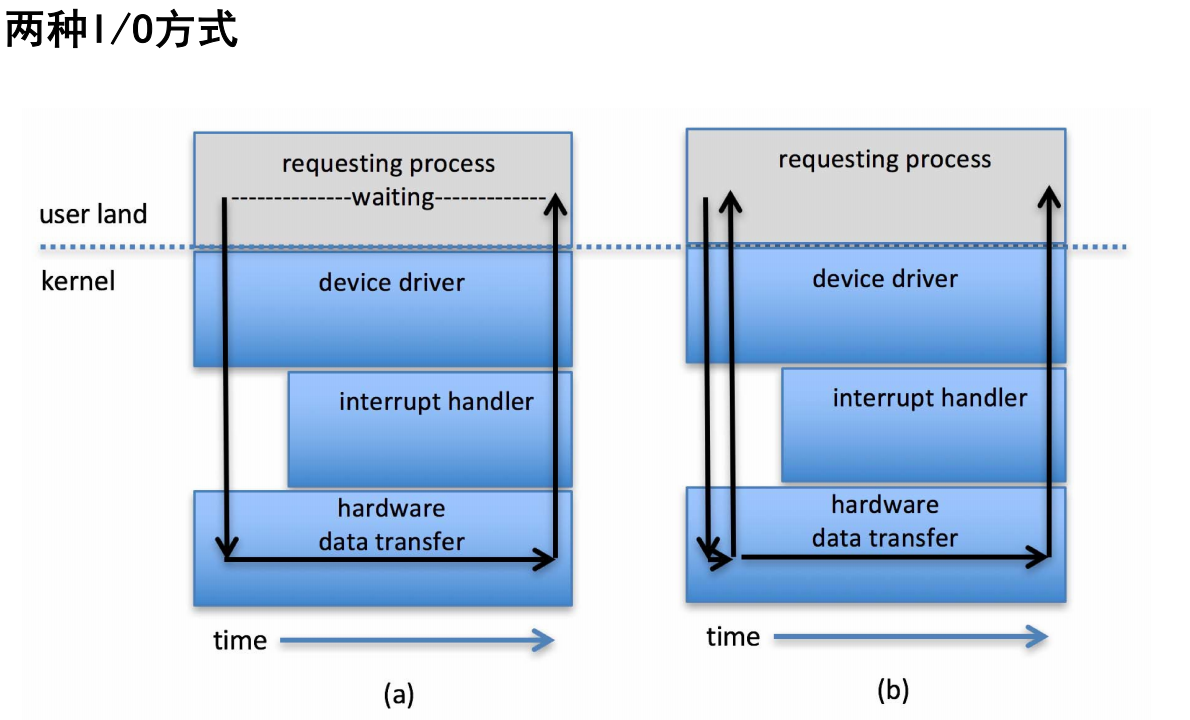 两种I/O方式
requesting process
waiting
user land
kernel
device driver
interrupt handler
hardware
data transfer
time
(a)
requesting process
device driver
interrupt handler
hardware
data transfer
time
(b)